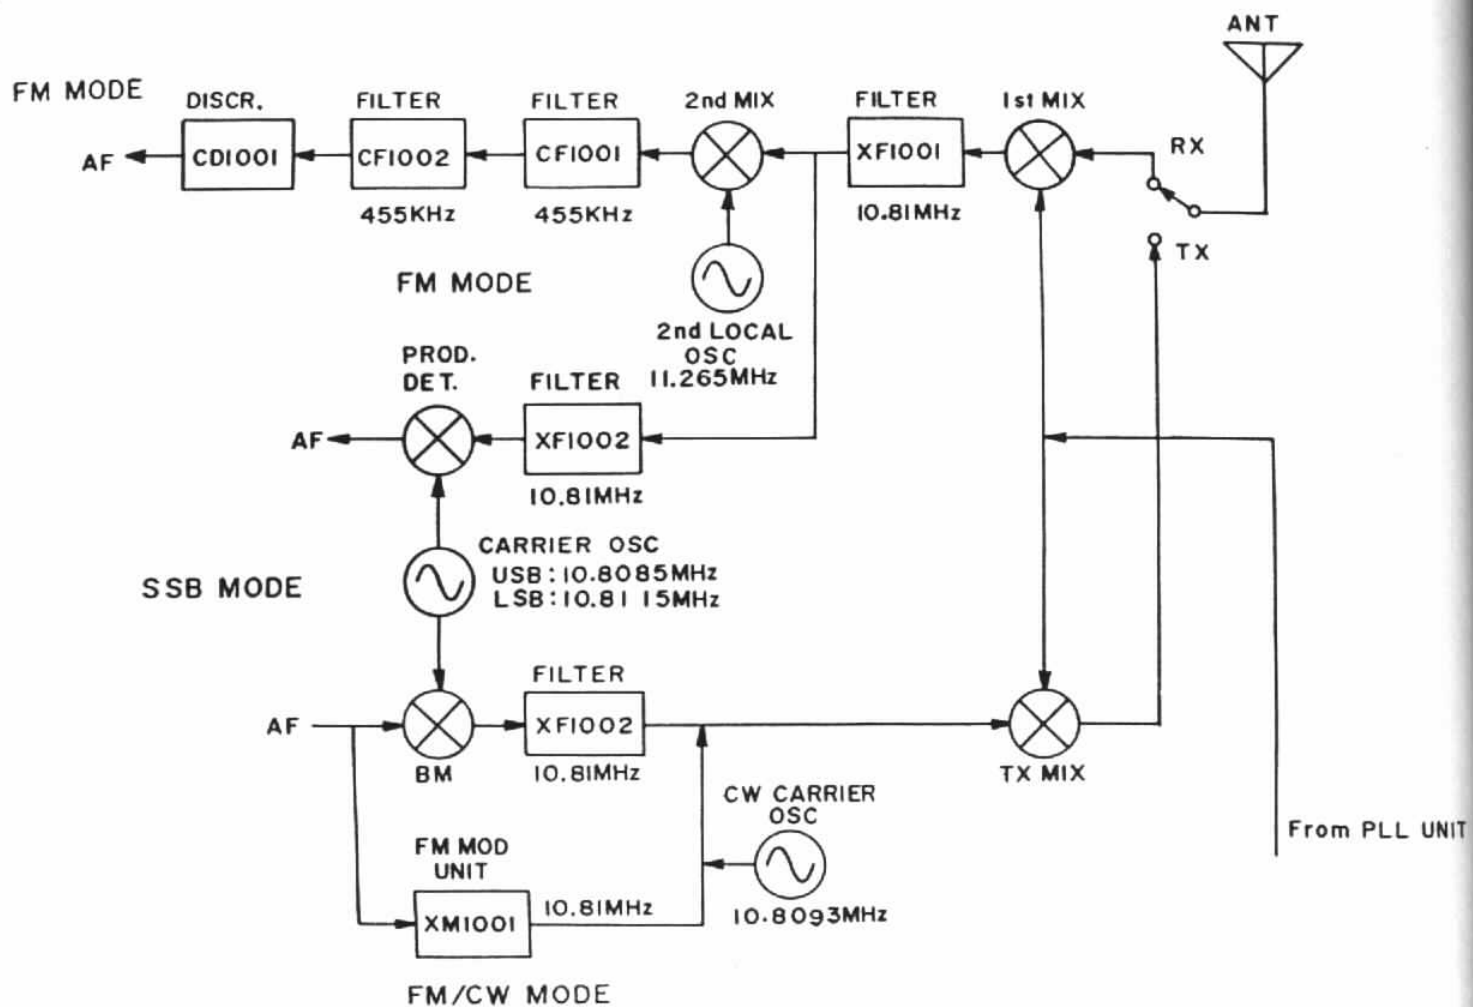 ANT
FM MODE
DISCR.
FILTER
FILTER
2nd MIX
FILTER
1st MIX
AF
CD1001
CF1002
CF1001
XF1001
RX
455KHz
455KHz
10.81MHz
TX
FM MODE
2nd LOCAL
OSC
11.265MHz
PROD.
DET.
FILTER
AF
XF1002
10.81MHz
SSB MODE
CARRIER OSC
USB:10.8085MHz
LSB:10.8115MHz
FILTER
AF
XF1002
BM
10.81MHz
TX MIX
CW CARRIER
OSC
From PLL UNIT
FM MOD
UNIT
XM1001
10.81MHz
10.8093MHz
FM/CW MODE